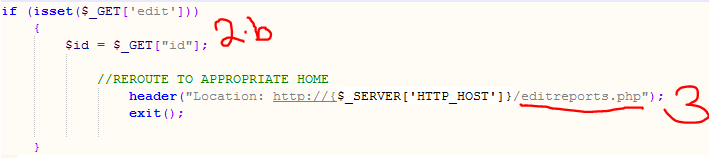 if (isset($_GET['edit']))
{
$id = $_GET["id"]; 2.b
//REROUTE TO APPROPRIATE HOME
header("Location: http://{$_SERVER['HTTP_HOST']}/editreports.php"); 3
exit();
}